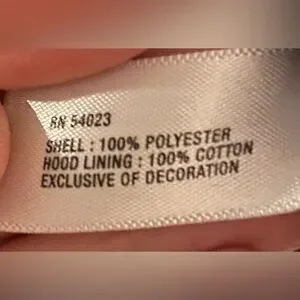 RN 54023
SHELL : 100% POLYESTER
HOOD LINING : 100% COTTON
EXCLUSIVE OF DECORATION